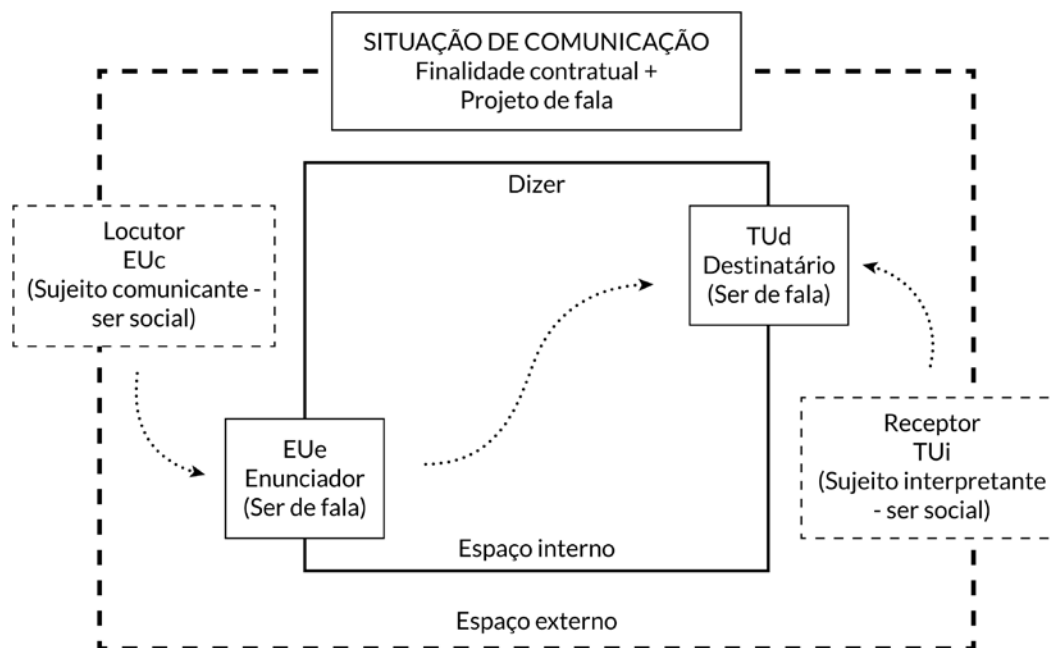 SITUAÇÃO DE COMUNICAÇÃO
Finalidade contratual +
Projeto de fala
Dizer
Locutor
EUc
(Sujeito comunicante -
ser social)
TUd
Destinatário
(Ser de fala)
EUe
Enunciador
(Ser de fala)
Receptor
TUi
(Sujeito interpretante
- ser social)
Espaço interno
Espaço externo